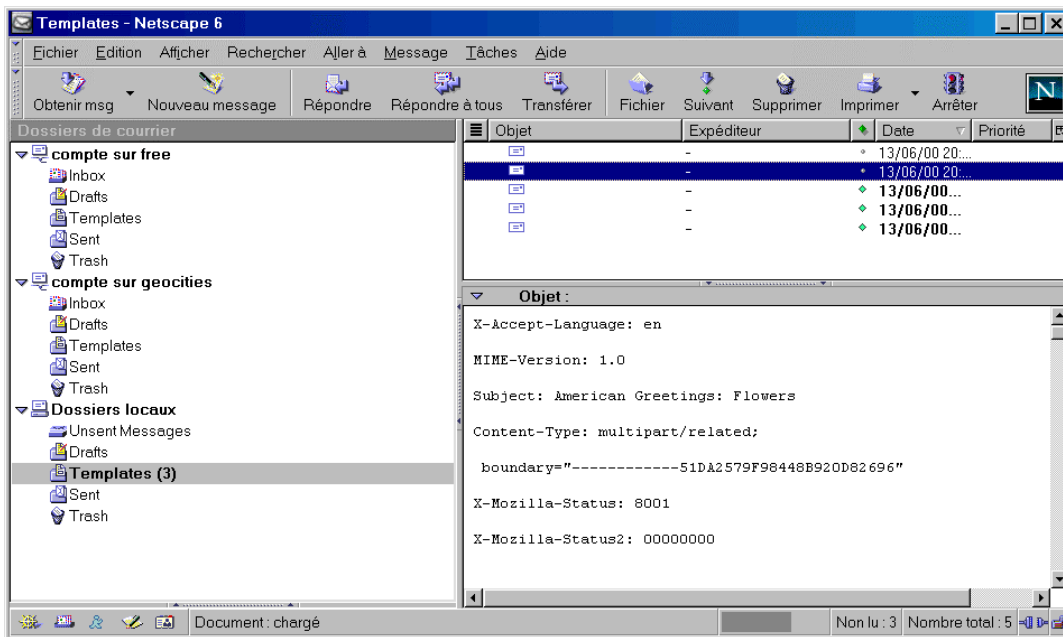 Templates - Netscape 6
Fichier Edition Afficher Rechercher Aller à Message Tâches Aide
Obtenir msg Nouveau message Répondre Répondre à tous Transférer Fichier Suivant Supprimer Imprimer Arrêter N
Dossiers de courrier
compte sur free
Inbox
Drafts
Templates
Sent
Trash
compte sur geocities
Inbox
Drafts
Templates
Sent
Trash
Dossiers locaux
Unsent Messages
Drafts
Templates (3)
Sent
Trash
Objet Expéditeur Date Priorité
- 13/06/00 20:...
- 13/06/00 20:...
- 13/06/00...
- 13/06/00...
- 13/06/00...
Objet :
X-Accept-Language: en
MIME-Version: 1.0
Subject: American Greetings: Flowers
Content-Type: multipart/related;
boundary="------------51DA2579F98448B920D82696"
X-Mozilla-Status: 8001
X-Mozilla-Status2: 00000000
Document : chargé
Non lu : 3 Nombre total : 5